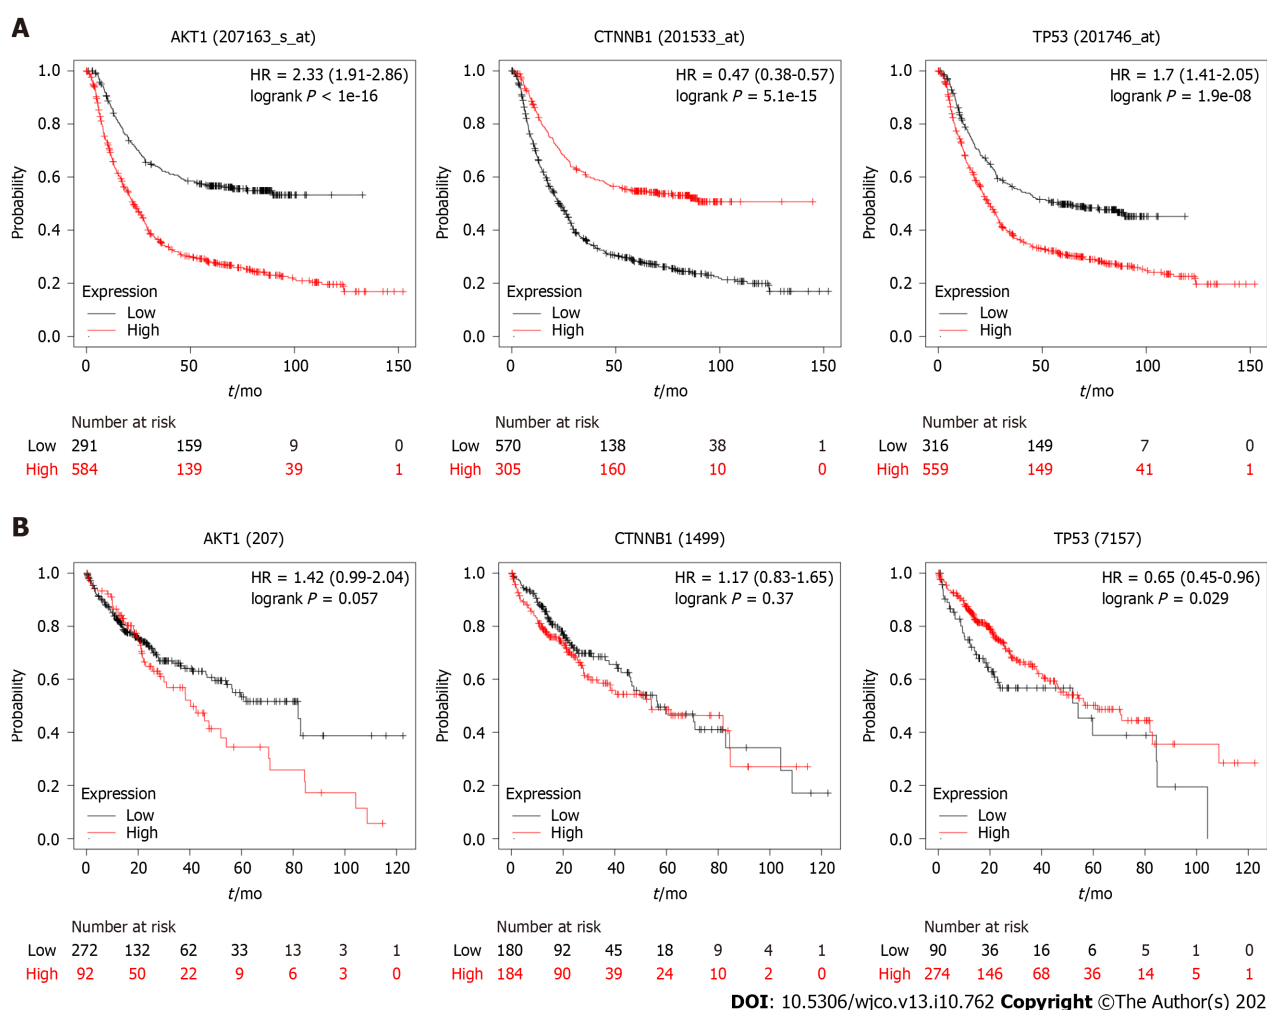 A
AKT1 (207163_s_at)
HR = 2.33 (1.91-2.86)
logrank P < 1e-16
Probability
1.0
0.8
0.6
0.4
0.2
0.0
Expression
Low
High
0 50 100 150
t/mo
Number at risk
Low 291 159 9 0
High 584 139 39 1
CTNNB1 (201533_at)
HR = 0.47 (0.38-0.57)
logrank P = 5.1e-15
Probability
1.0
0.8
0.6
0.4
0.2
0.0
Expression
Low
High
0 50 100 150
t/mo
Number at risk
Low 570 138 38 1
High 305 160 10 0
TP53 (201746_at)
HR = 1.7 (1.41-2.05)
logrank P = 1.9e-08
Probability
1.0
0.8
0.6
0.4
0.2
0.0
Expression
Low
High
0 50 100 150
t/mo
Number at risk
Low 316 149 7 0
High 559 149 41 1
B
AKT1 (207)
HR = 1.42 (0.99-2.04)
logrank P = 0.057
Probability
1.0
0.8
0.6
0.4
0.2
0.0
Expression
Low
High
0 20 40 60 80 100 120
t/mo
Number at risk
Low 272 132 62 33 13 3 1
High 92 50 22 9 6 3 0
CTNNB1 (1499)
HR = 1.17 (0.83-1.65)
logrank P = 0.37
Probability
1.0
0.8
0.6
0.4
0.2
0.0
Expression
Low
High
0 20 40 60 80 100 120
t/mo
Number at risk
Low 180 92 45 18 9 4 1
High 184 90 39 24 10 2 0
TP53 (7157)
HR = 0.65 (0.45-0.96)
logrank P = 0.029
Probability
1.0
0.8
0.6
0.4
0.2
0.0
Expression
Low
High
0 20 40 60 80 100 120
t/mo
Number at risk
Low 90 36 16 6 5 1 0
High 274 146 68 36 14 5 1
DOI: 10.5306/wjco.v13.i10.762 Copyright ©The Author(s) 202